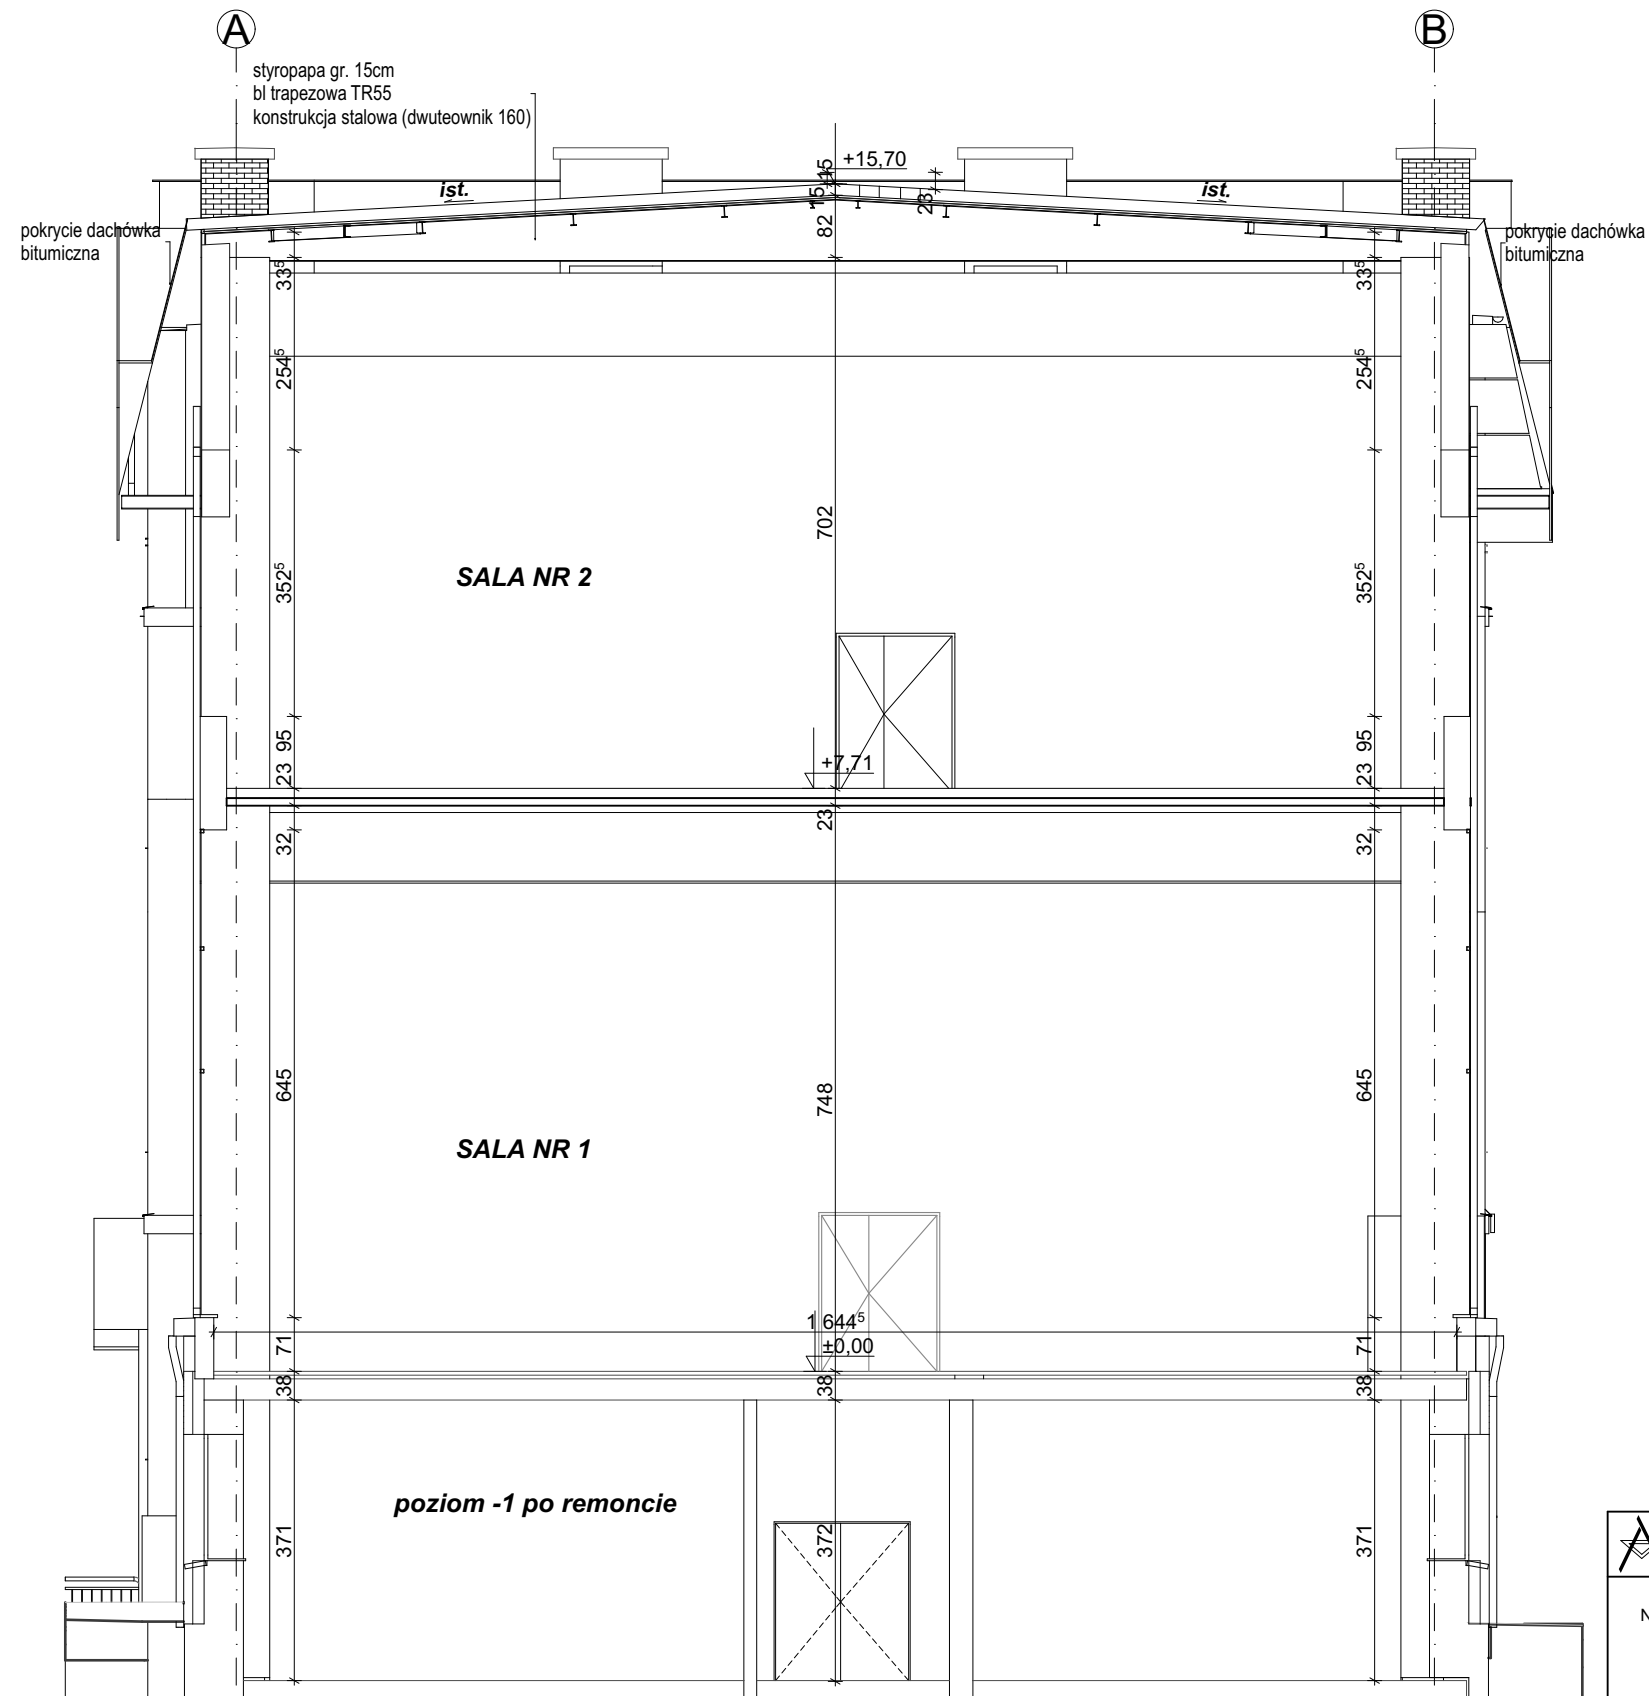 A
B
styropapa gr. 15cm
bl trapezowa TR55
konstrukcja stalowa (dwuteownik 160)
+15,70
15
15
23
82
ist.
ist.
pokrycie dachówka
bitumiczna
pokrycie dachówka
bitumiczna
33⁵
33⁵
254⁵
254⁵
702
352⁵
352⁵
SALA NR 2
95
95
+7,71
23
23
23
32
32
645
748
645
SALA NR 1
1 644⁵
±0,00
71
71
38
38
38
poziom -1 po remoncie
371
372
371
N